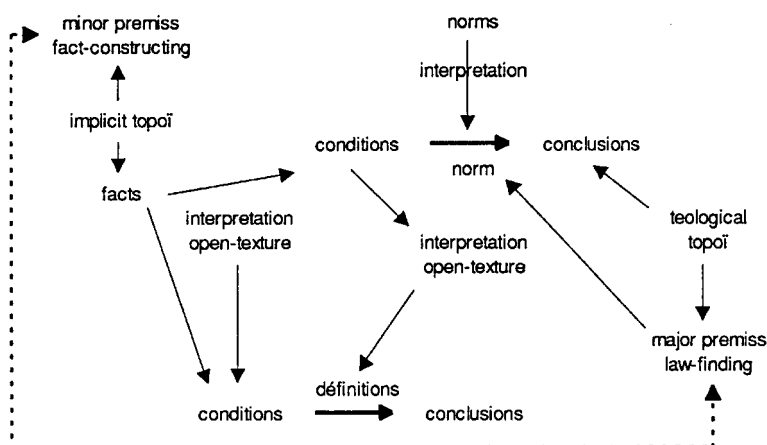 minor premiss
fact-constructing
norms
interpretation
implicit topoï
conditions
conclusions
norm
facts
interpretation
open-texture
teological
topoï
interpretation
open-texture
major premiss
law-finding
définitions
conditions
conclusions